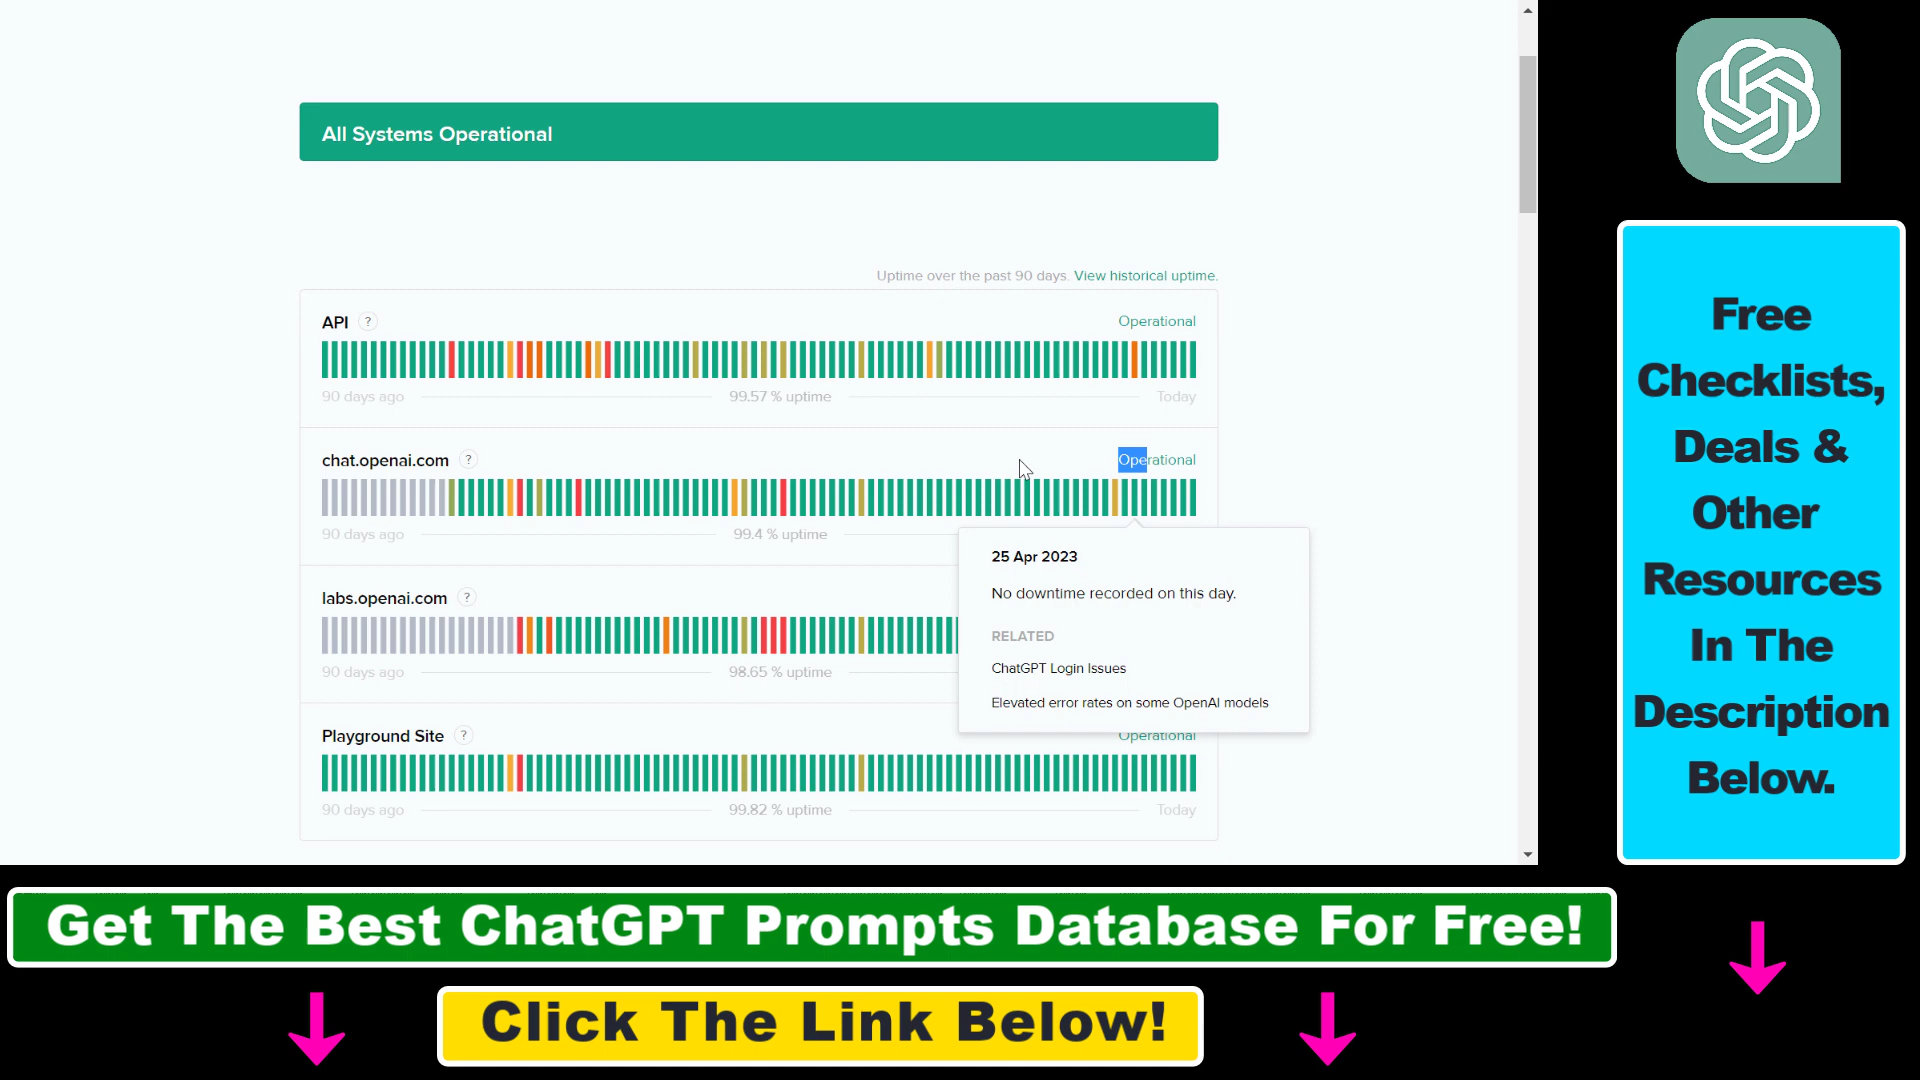 All Systems Operational
Uptime over the past 90 days. View historical uptime.
API ? Operational
90 days ago 99.57 % uptime Today
chat.openai.com ? Operational
90 days ago 99.4 % uptime
25 Apr 2023
No downtime recorded on this day.
RELATED
ChatGPT Login Issues
Elevated error rates on some OpenAI models
labs.openai.com ?
90 days ago 98.65 % uptime
Playground Site ? Operational
90 days ago 99.82 % uptime Today
Free
Checklists,
Deals &
Other
Resources
In The
Description
Below.
Get The Best ChatGPT Prompts Database For Free!
Click The Link Below!